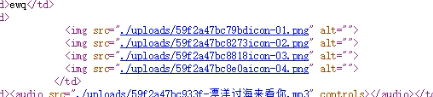 d>evq</td>
d>
<img src="./uploads/59f2a47bc79bdicon-01.png" alt="">
<img src="./uploads/59f2a47bc8273icon-02.png" alt="">
<img src="./uploads/59f2a47bc8818icon-03.png" alt="">
<img src="./uploads/59f2a47bc8e0aicon-04.png" alt="">
</td>
d><audio src="./uploads/59f2a47bc933f-漂洋过海来看你.mp3" controls></audio></td